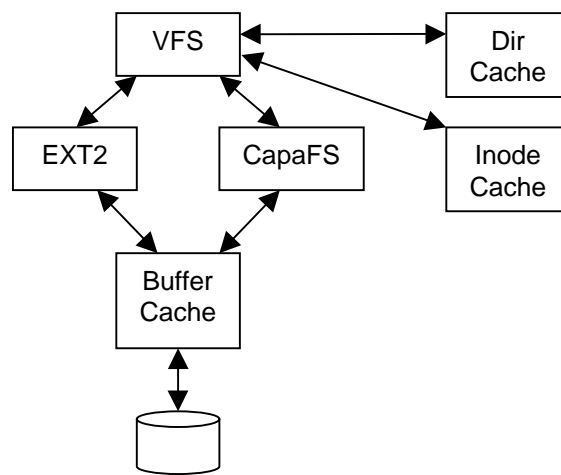 VFS
Dir
Cache
EXT2
CapaFS
Inode
Cache
Buffer
Cache